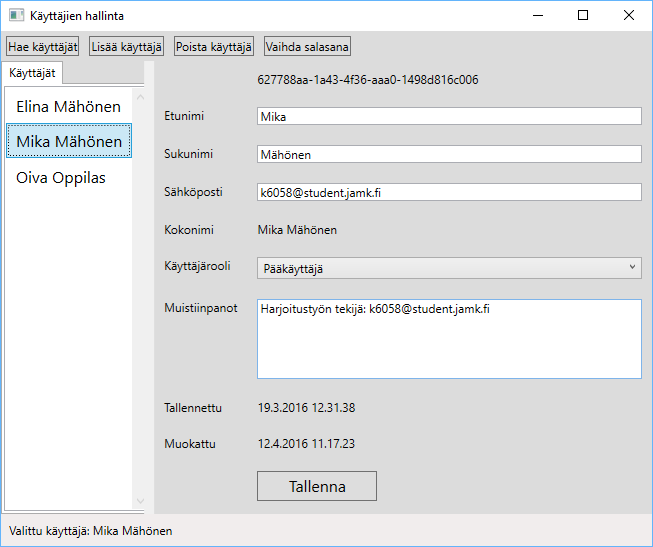 Käyttäjien hallinta
Hae käyttäjät Lisää käyttäjä Poista käyttäjä Vaihda salasana
Käyttäjät
Elina Mähönen
Mika Mähönen
Oiva Oppilas
627788aa-1a43-4f36-aaa0-1498d816c006
Etunimi Mika
Sukunimi Mähönen
Sähköposti k6058@student.jamk.fi
Kokonimi Mika Mähönen
Käyttäjärooli Pääkäyttäjä
Muistiinpanot Harjoitustyön tekijä: k6058@student.jamk.fi
Tallennettu 19.3.2016 12.31.38
Muokattu 12.4.2016 11.17.23
Tallenna
Valittu käyttäjä: Mika Mähönen